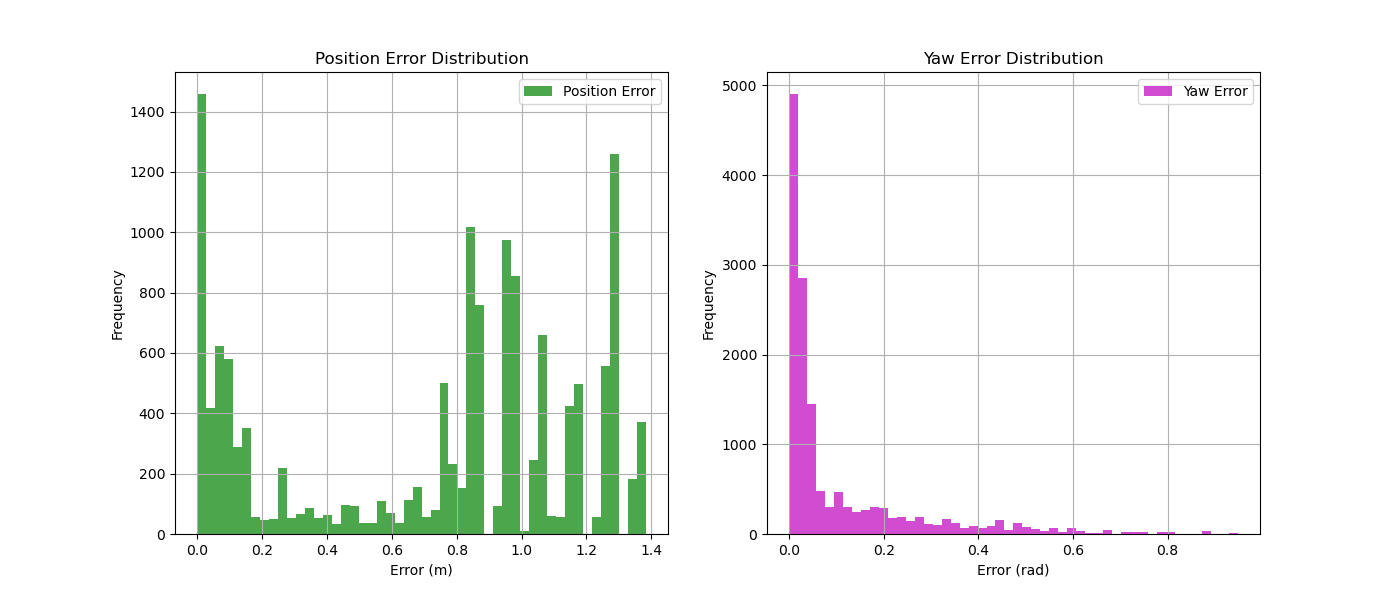 Position Error Distribution
Position Error
1400
1200
1000
800
600
400
200
0
Frequency
0.0 0.2 0.4 0.6 0.8 1.0 1.2 1.4
Error (m)
Yaw Error Distribution
Yaw Error
5000
4000
3000
2000
1000
0
Frequency
0.0 0.2 0.4 0.6 0.8
Error (rad)